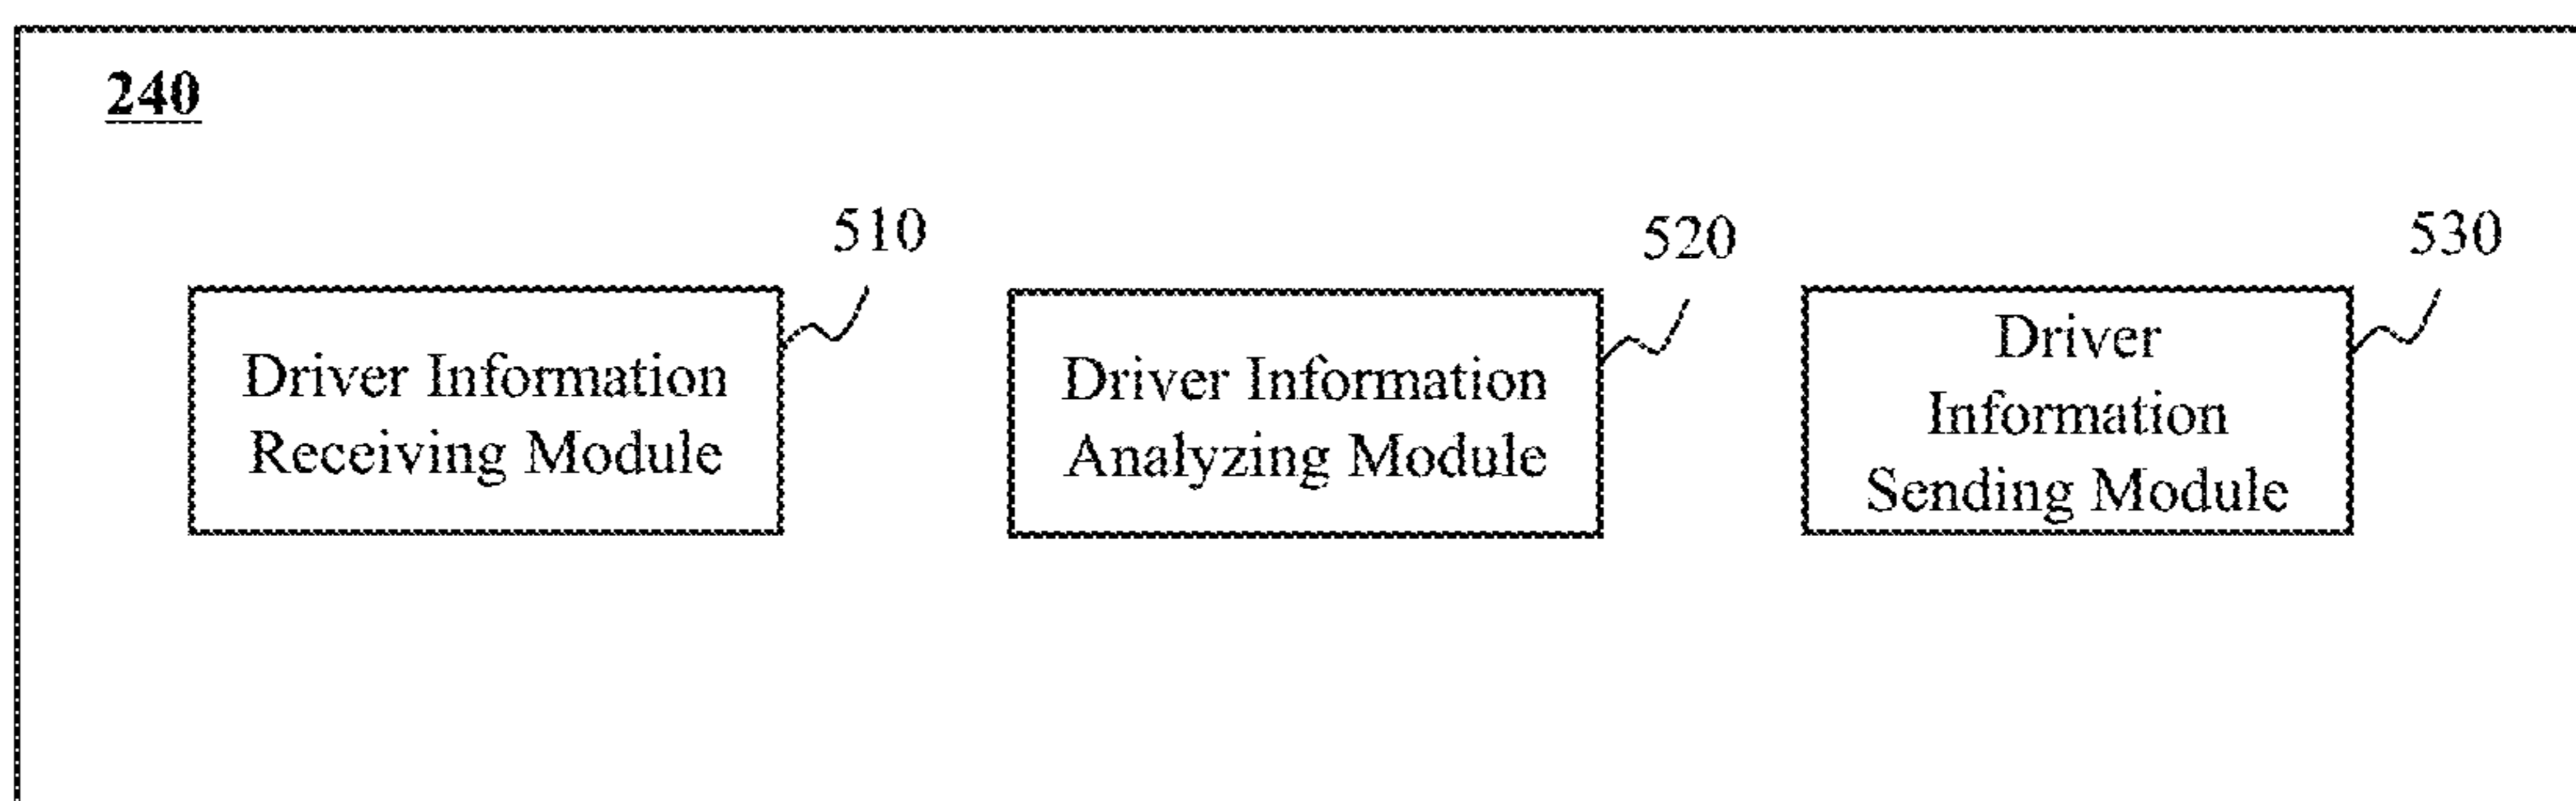 240
510
520
530
Driver Information
Receiving Module
Driver Information
Analyzing Module
Driver
Information
Sending Module